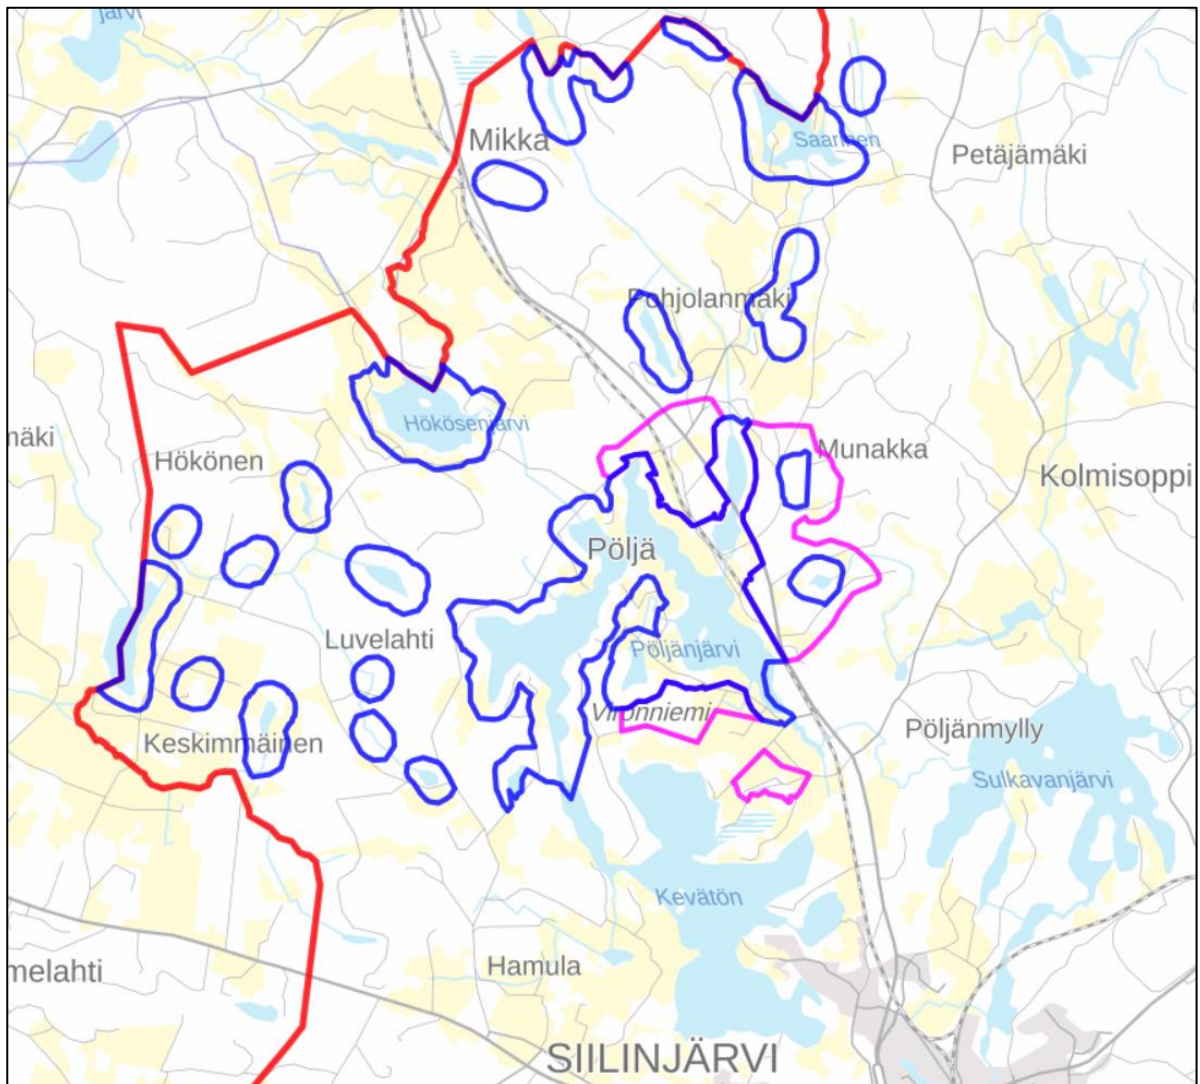 järvi
Mikka
Saarinen
Petäjämäki
Pohjolanmäki
Hökösenjärvi
mäki
Hökönen
Munakka
Kolmisoppi
Pöljä
Luvelahti
Pöljänjärvi
Vironniemi
Keskimmäinen
Pöljänmylly
Sulkavanjärvi
Kevätön
melahti
Hamula
SIILINJÄRVI